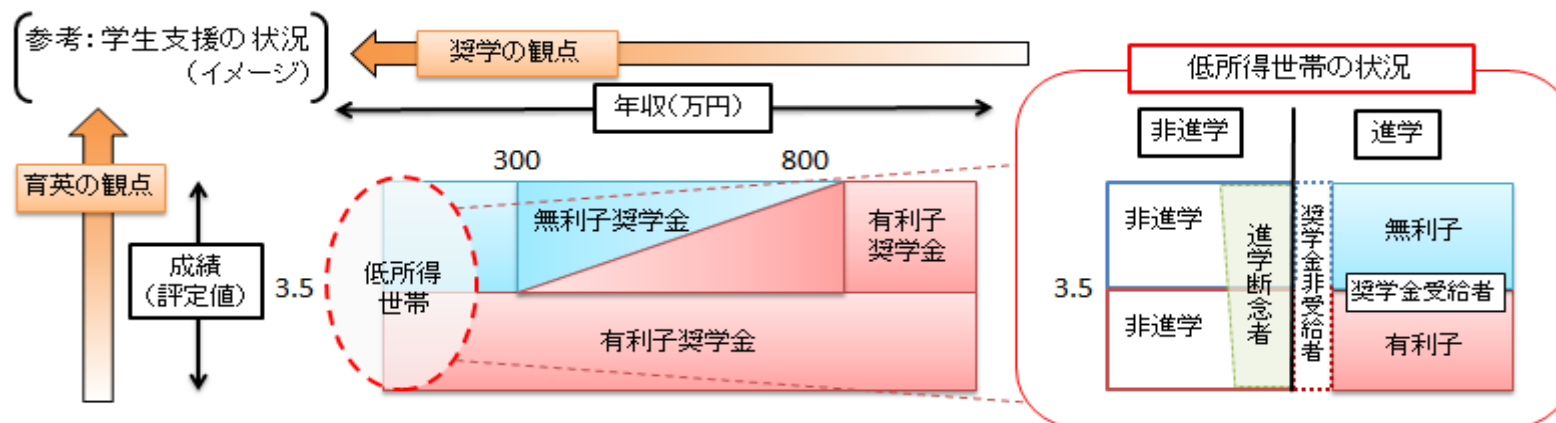 参考：学生支援の状況
（イメージ）
奨学の観点
年収（万円）
育英の観点
成績
（評定値）
3.5
300
800
無利子奨学金
有利子
奨学金
低所得
世帯
有利子奨学金
低所得世帯の状況
非進学
進学
3.5
非進学
非進学
進学断念者
奨学金非受給者
無利子
奨学金受給者
有利子